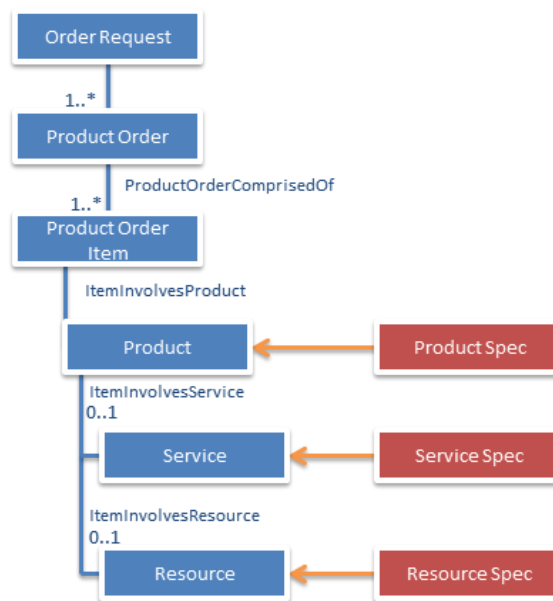 Order Request
1..*
Product Order
ProductOrderComprisedOf
1..*
Product Order
Item
ItemInvolvesProduct
Product
Product Spec
ItemInvolvesService
0..1
Service
Service Spec
ItemInvolvesResource
0..1
Resource
Resource Spec